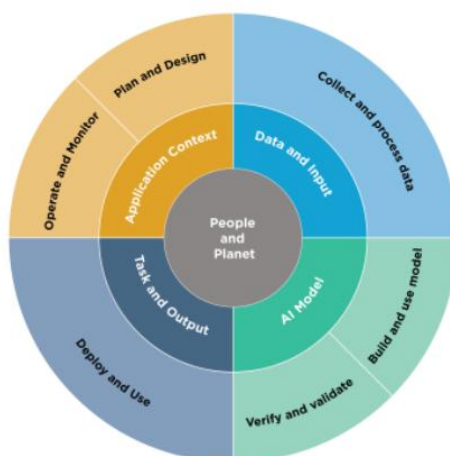 Plan and Design
Operate and Monitor
Application Context
Collect and process data
Data and input
People
and
Planet
Task and Output
AI Model
Deploy and Use
Build and use model
Verify and validate